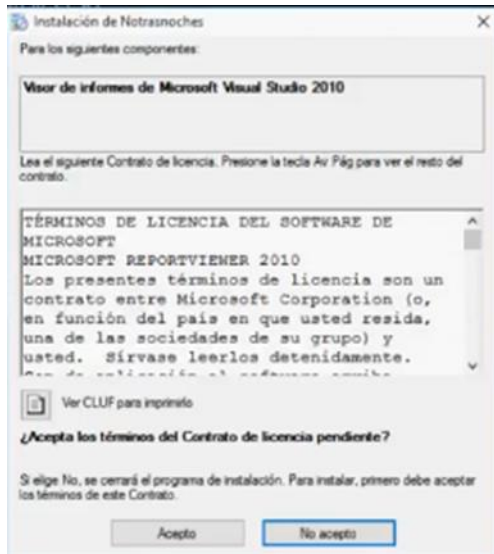 Instalación de Notrasnoches
Para los siguientes componentes:
Visor de informes de Microsoft Visual Studio 2010
Lea el siguiente Contrato de licencia. Presione la tecla Av Pág para ver el resto del
contrato.
TÉRMINOS DE LICENCIA DEL SOFTWARE DE
MICROSOFT
MICROSOFT REPORTVIEWER 2010
Los presentes términos de licencia son un
contrato entre Microsoft Corporation (o,
en función del país en que usted resida,
una de las sociedades de su grupo) y
usted. Sírvase leerlos detenidamente.
Ver CLUF para imprimirlo
¿Acepta los términos del Contrato de licencia pendiente?
Si elige No, se cerrará el programa de instalación. Para instalar, primero debe aceptar
los términos de este Contrato.
Acepto
No acepto